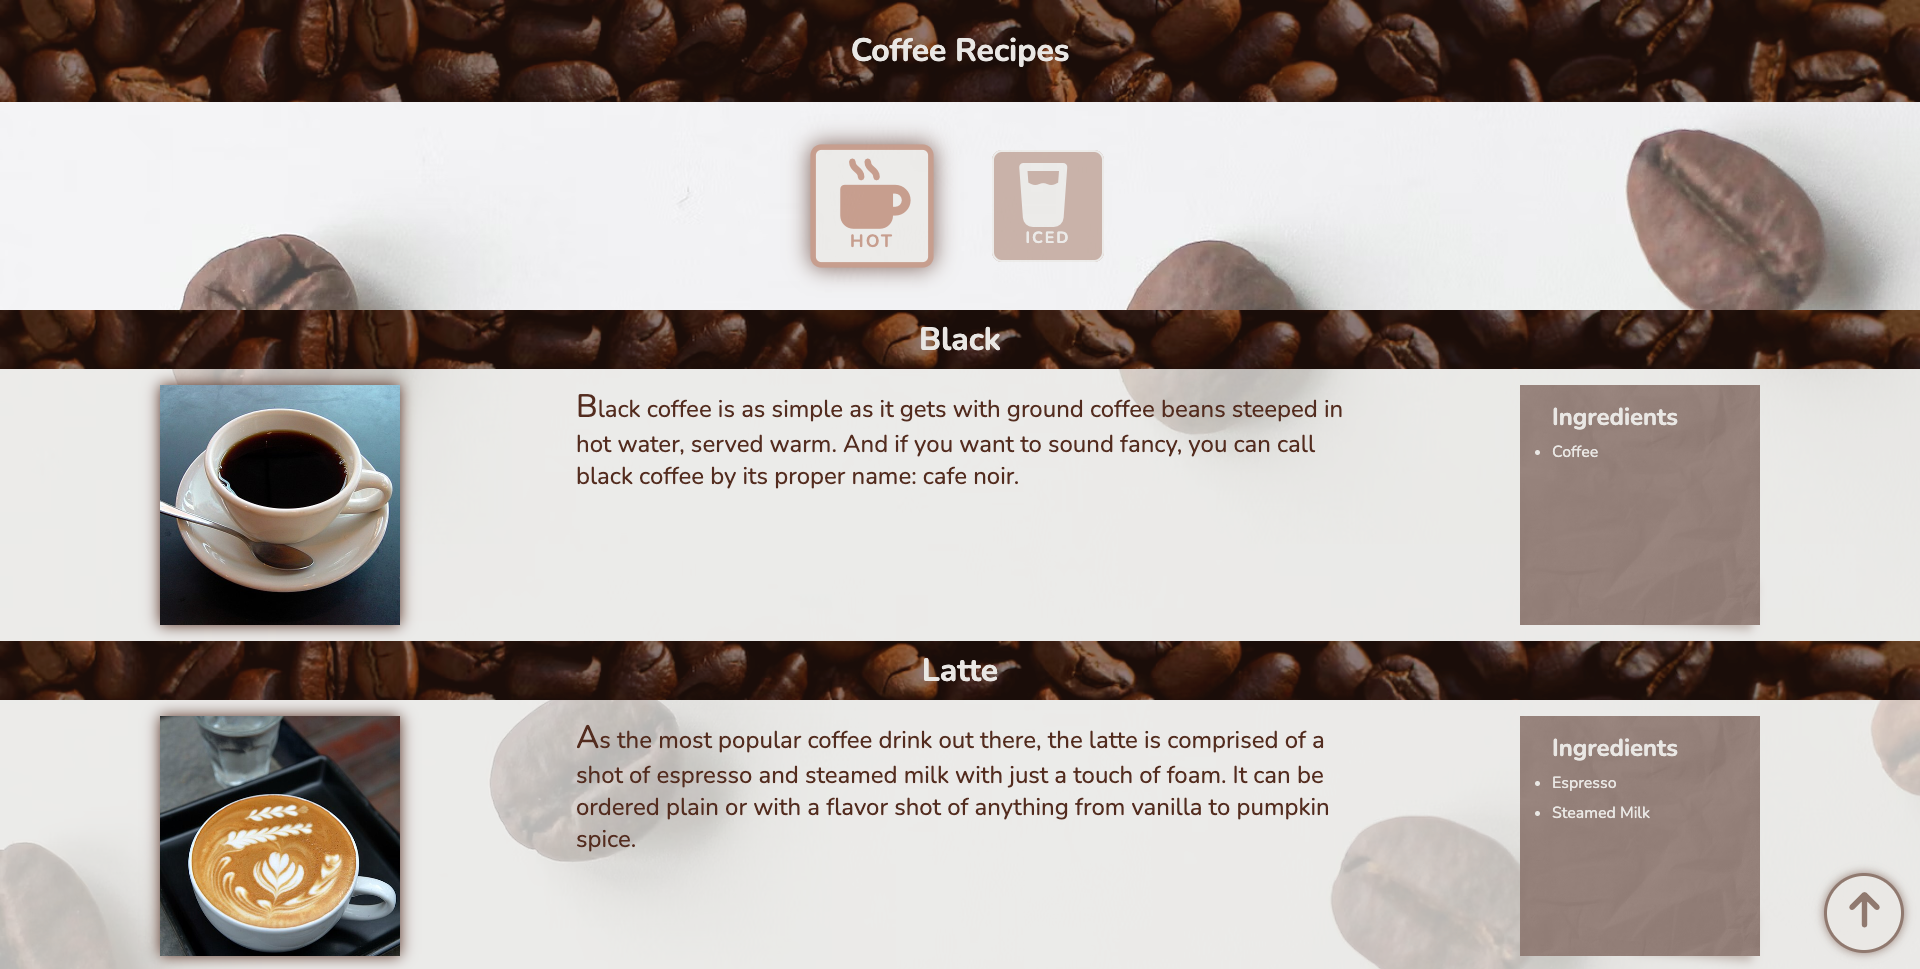 Coffee Recipes
HOT
ICED
Black
Black coffee is as simple as it gets with ground coffee beans steeped in
hot water, served warm. And if you want to sound fancy, you can call
black coffee by its proper name: cafe noir.
Ingredients
• Coffee
Latte
As the most popular coffee drink out there, the latte is comprised of a
shot of espresso and steamed milk with just a touch of foam. It can be
ordered plain or with a flavor shot of anything from vanilla to pumpkin
spice.
Ingredients
• Espresso
• Steamed Milk